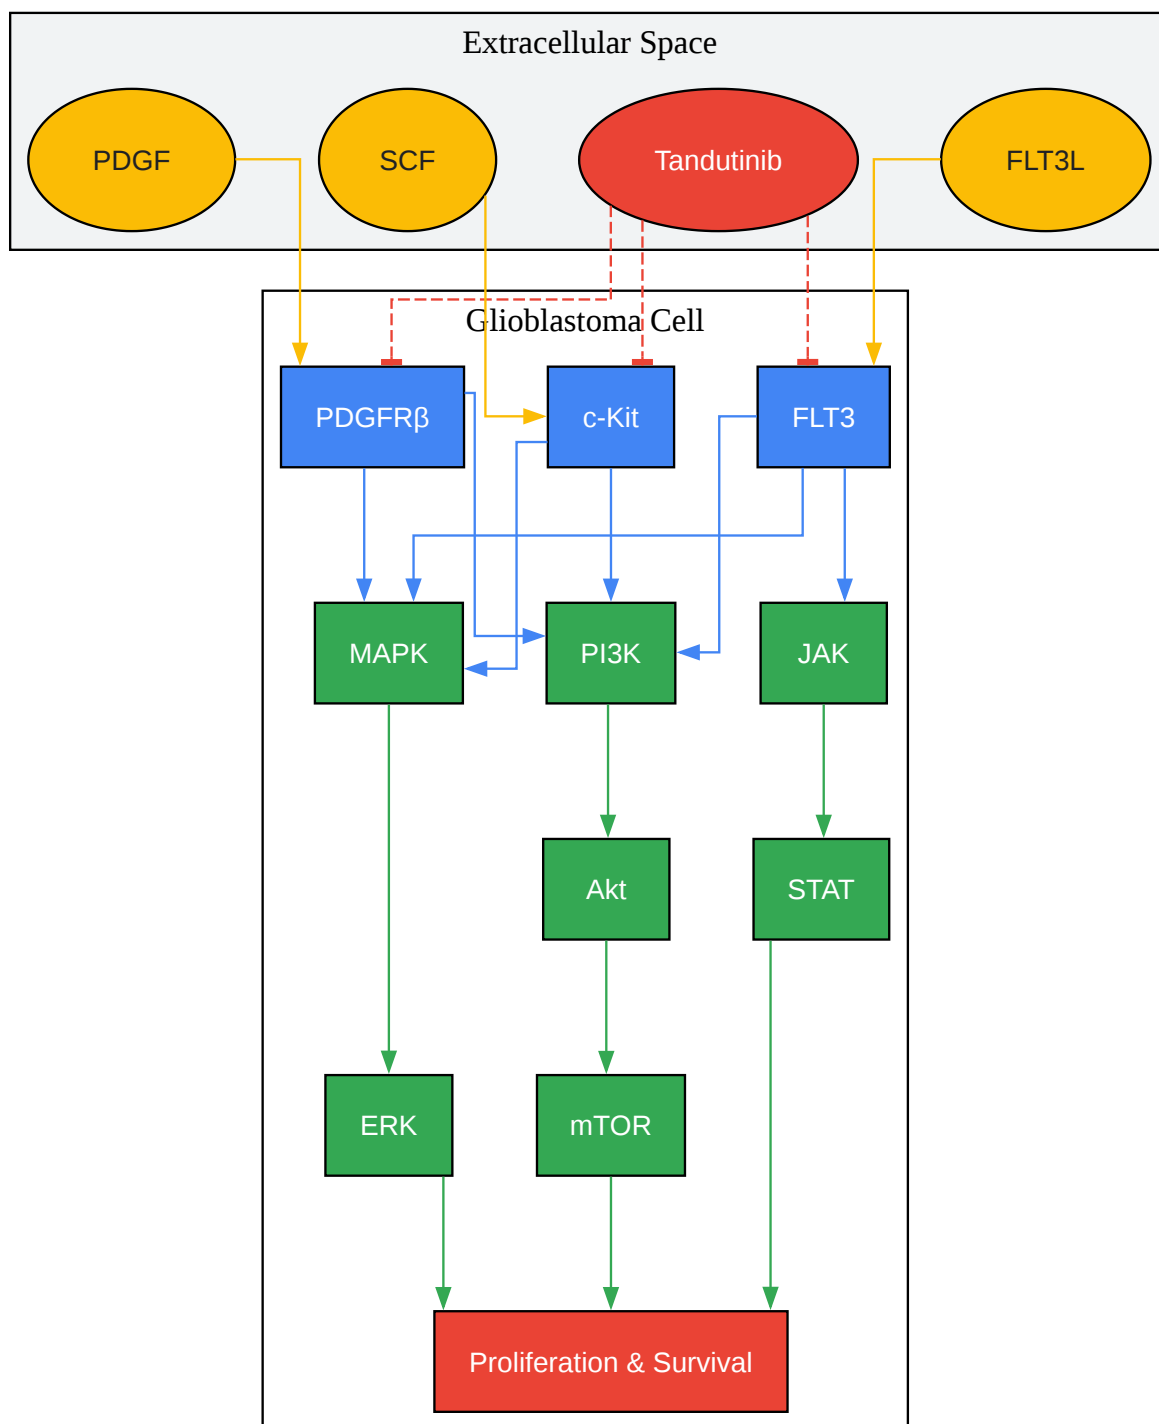 Extracellular Space
PDGF
SCF
Tandutinib
FLT3L
Glioblastoma Cell
PDGFRβ
c-Kit
FLT3
MAPK
PI3K
JAK
Akt
STAT
ERK
mTOR
Proliferation & Survival